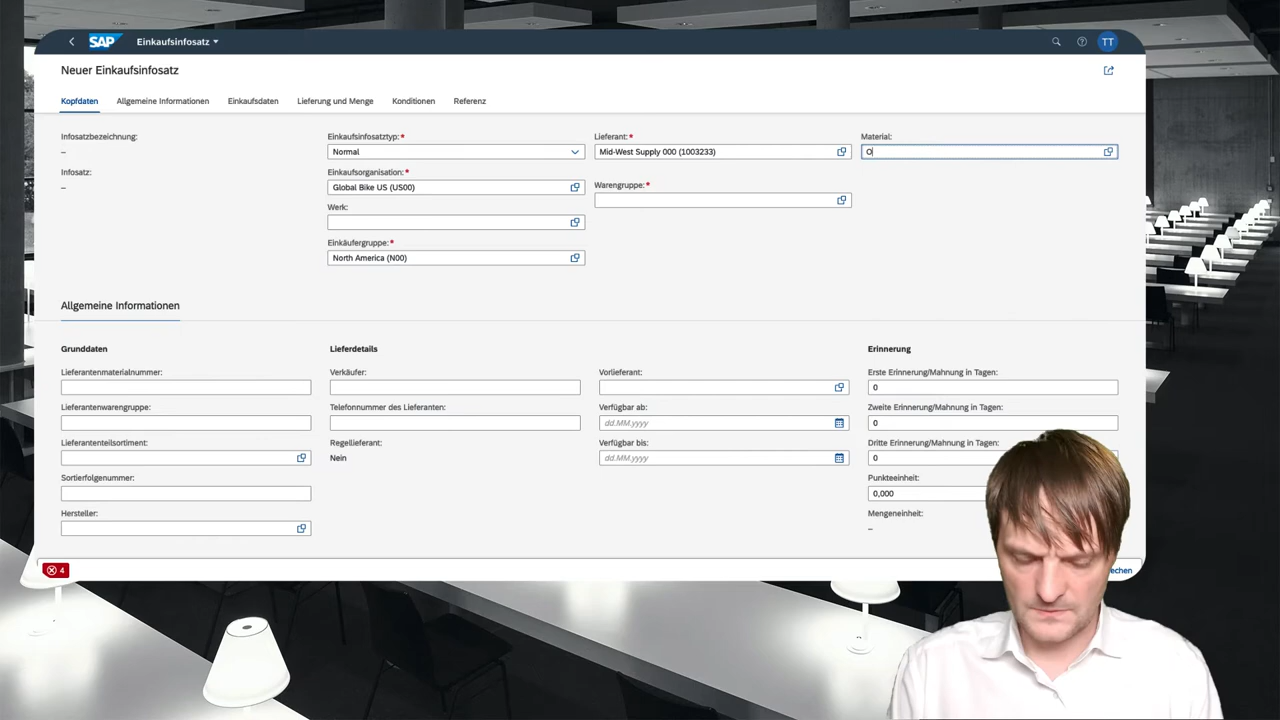 SAP Einkaufsinfosatz TT
Neuer Einkaufsinfosatz
Kopfdaten Allgemeine Informationen Einkaufsdaten Lieferung und Menge Konditionen Referenz
Infosatzbezeichnung: Einkaufsinfosatztyp:* Lieferant:* Material:
– Normal Mid-West Supply 000 (1003233) O
Infosatz: Einkaufsorganisation:* Warengruppe:*
– Global Bike US (US00)
Werk:
Einkäufergruppe:*
North America (N00)
Allgemeine Informationen
Grunddaten Lieferdetails Erinnerung
Lieferantenmaterialnummer: Verkäufer: Vorlieferant: Erste Erinnerung/Mahnung in Tagen:
0
Lieferantenwarengruppe: Telefonnummer des Lieferanten: Verfügbar ab: Zweite Erinnerung/Mahnung in Tagen:
dd.MM.yyyy 0
Lieferantenteilsortiment: Regellieferant: Verfügbar bis: Dritte Erinnerung/Mahnung in Tagen:
Nein dd.MM.yyyy 0
Sortierfolgenummer: Punkteeinheit:
0,000
Hersteller: Mengeneinheit:
–
4 echen